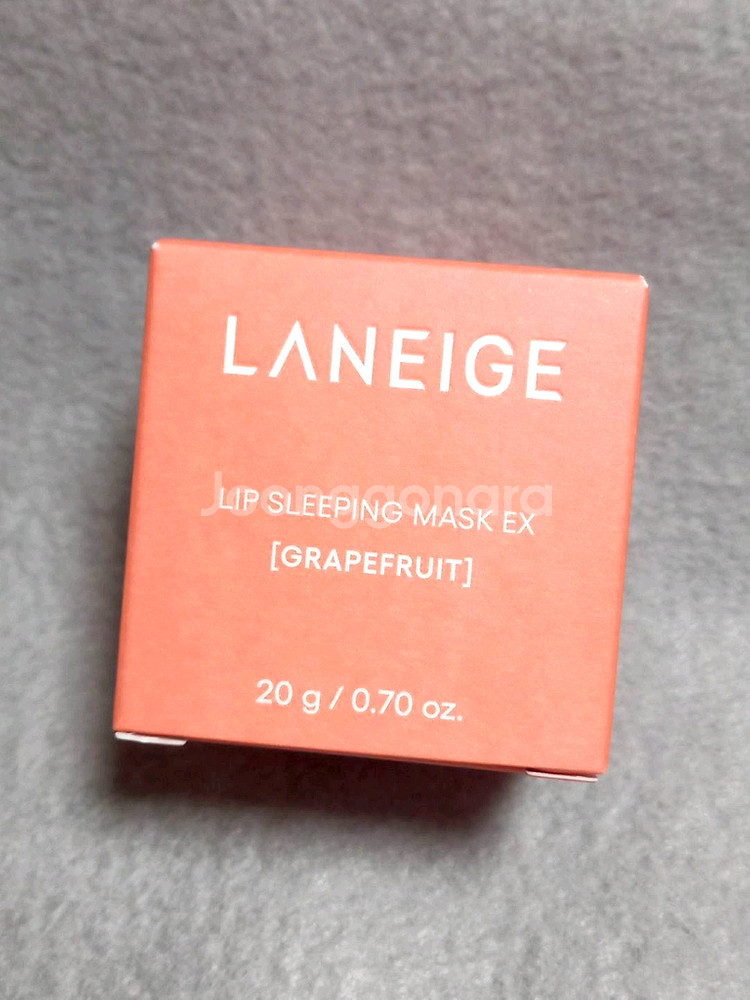 LANEIGE
Joonggonara
LIP SLEEPING MASK EX
[GRAPEFRUIT]
20 g / 0.70 oz.